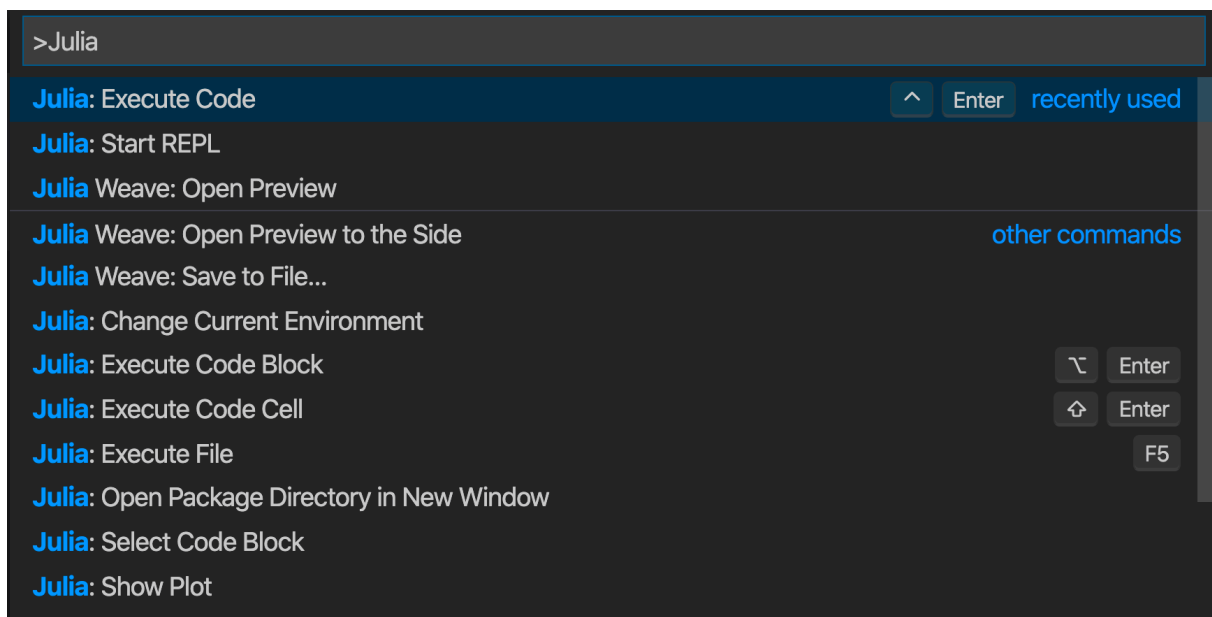 >Julia
Julia: Execute Code ^ Enter recently used
Julia: Start REPL
Julia Weave: Open Preview
Julia Weave: Open Preview to the Side other commands
Julia Weave: Save to File...
Julia: Change Current Environment
Julia: Execute Code Block ⌥ Enter
Julia: Execute Code Cell ⇧ Enter
Julia: Execute File F5
Julia: Open Package Directory in New Window
Julia: Select Code Block
Julia: Show Plot